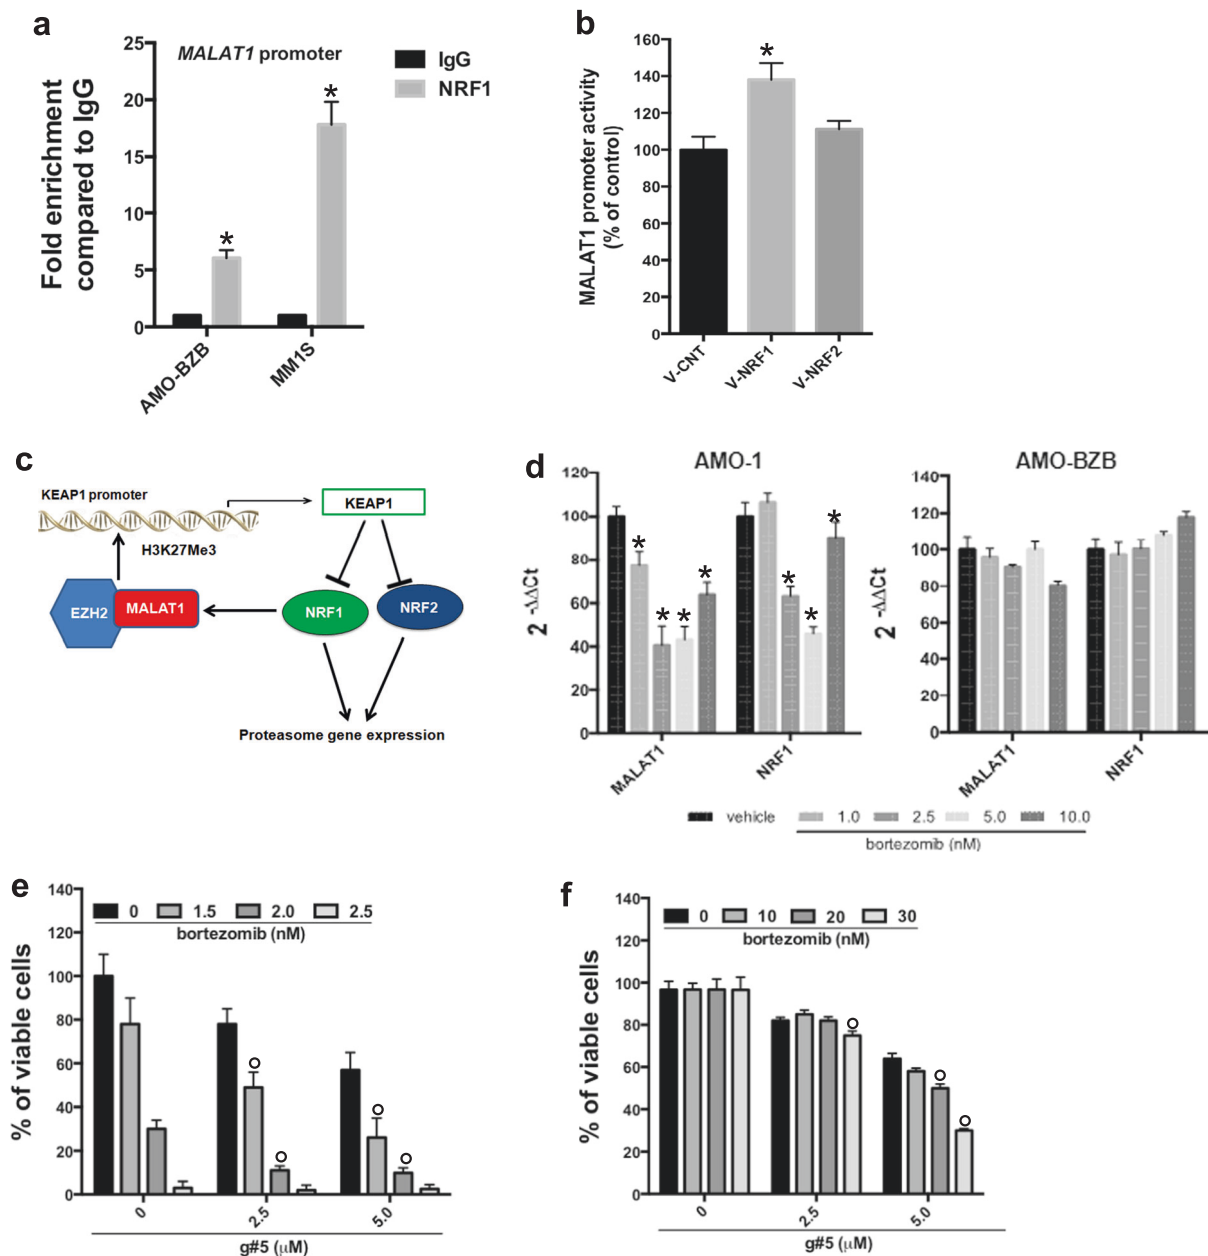 a
MALAT1 promoter
IgG
NRF1
Fold enrichment
compared to IgG
25
20
15
10
5
0
*
*
AMO-BZB
MM1S
b
MALAT1 promoter activity
(% of control)
160
140
120
100
80
60
40
20
0
*
V-CNT
V-NRF1
V-NRF2
c
KEAP1 promoter
KEAP1
H3K27Me3
EZH2
MALAT1
NRF1
NRF2
Proteasome gene expression
d
AMO-1
2 -ΔΔCt
120
100
80
60
40
20
0
* * * * * * *
MALAT1
NRF1
AMO-BZB
2 -ΔΔCt
140
120
100
80
60
40
20
0
MALAT1
NRF1
vehicle 1.0 2.5 5.0 10.0
bortezomib (nM)
e
% of viable cells
140
120
100
80
60
40
20
0
0 1.5 2.0 2.5
bortezomib (nM)
0 2.5 5.0
g#5 (µM)
f
% of viable cells
140
120
100
80
60
40
20
0
0 10 20 30
bortezomib (nM)
0 2.5 5.0
g#5 (µM)